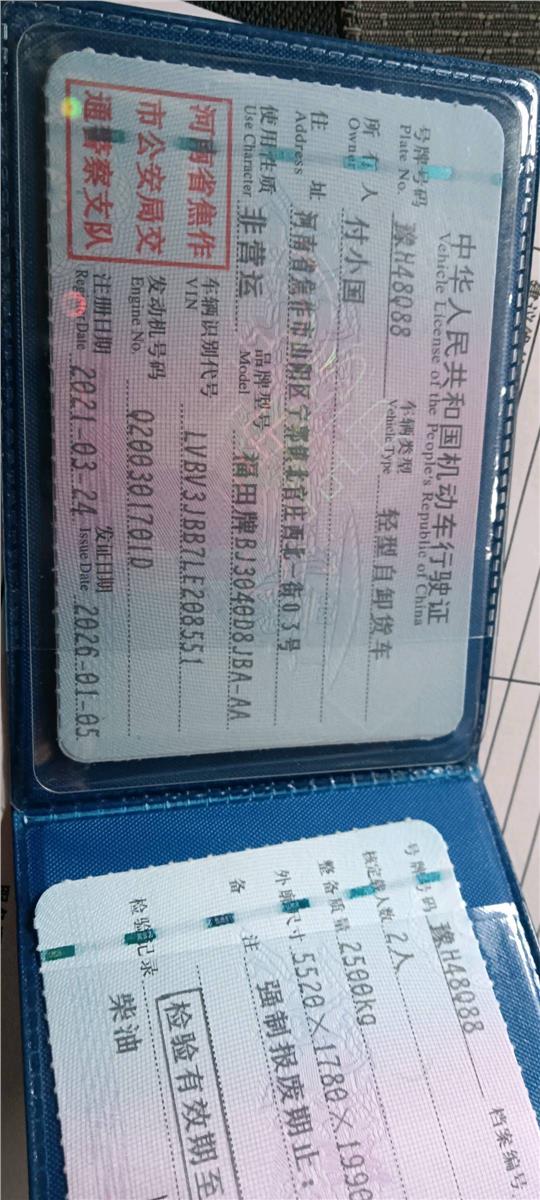 中华人民共和国机动车行驶证
Vehicle License of the People's Republic of China
号牌号码 豫H48Q88 车辆类型 轻型自卸货车
Plate No. Vehicle Type
所有人 付小国
Owner
住址 河南省焦作市山阳区宁郭镇北官庄西北一街03号
Address
使用性质 非营运 品牌型号 福田牌BJ3040D8JBA-AA
Use Character Model
河南省焦作
市公安局交
通警察支队
车辆识别代号 LVBV3JBB7LE208551
VIN
发动机号码 Q200301701D
Engine No.
注册日期 2021-03-24 发证日期 2026-01-05
Register Date Issue Date
号牌号码 豫H48Q88 档案编号
核定载人数 2人
整备质量 2500kg
外廓尺寸 5520×1780×1996
备注 强制报废期止:
检验有效期至
检验记录 柴油